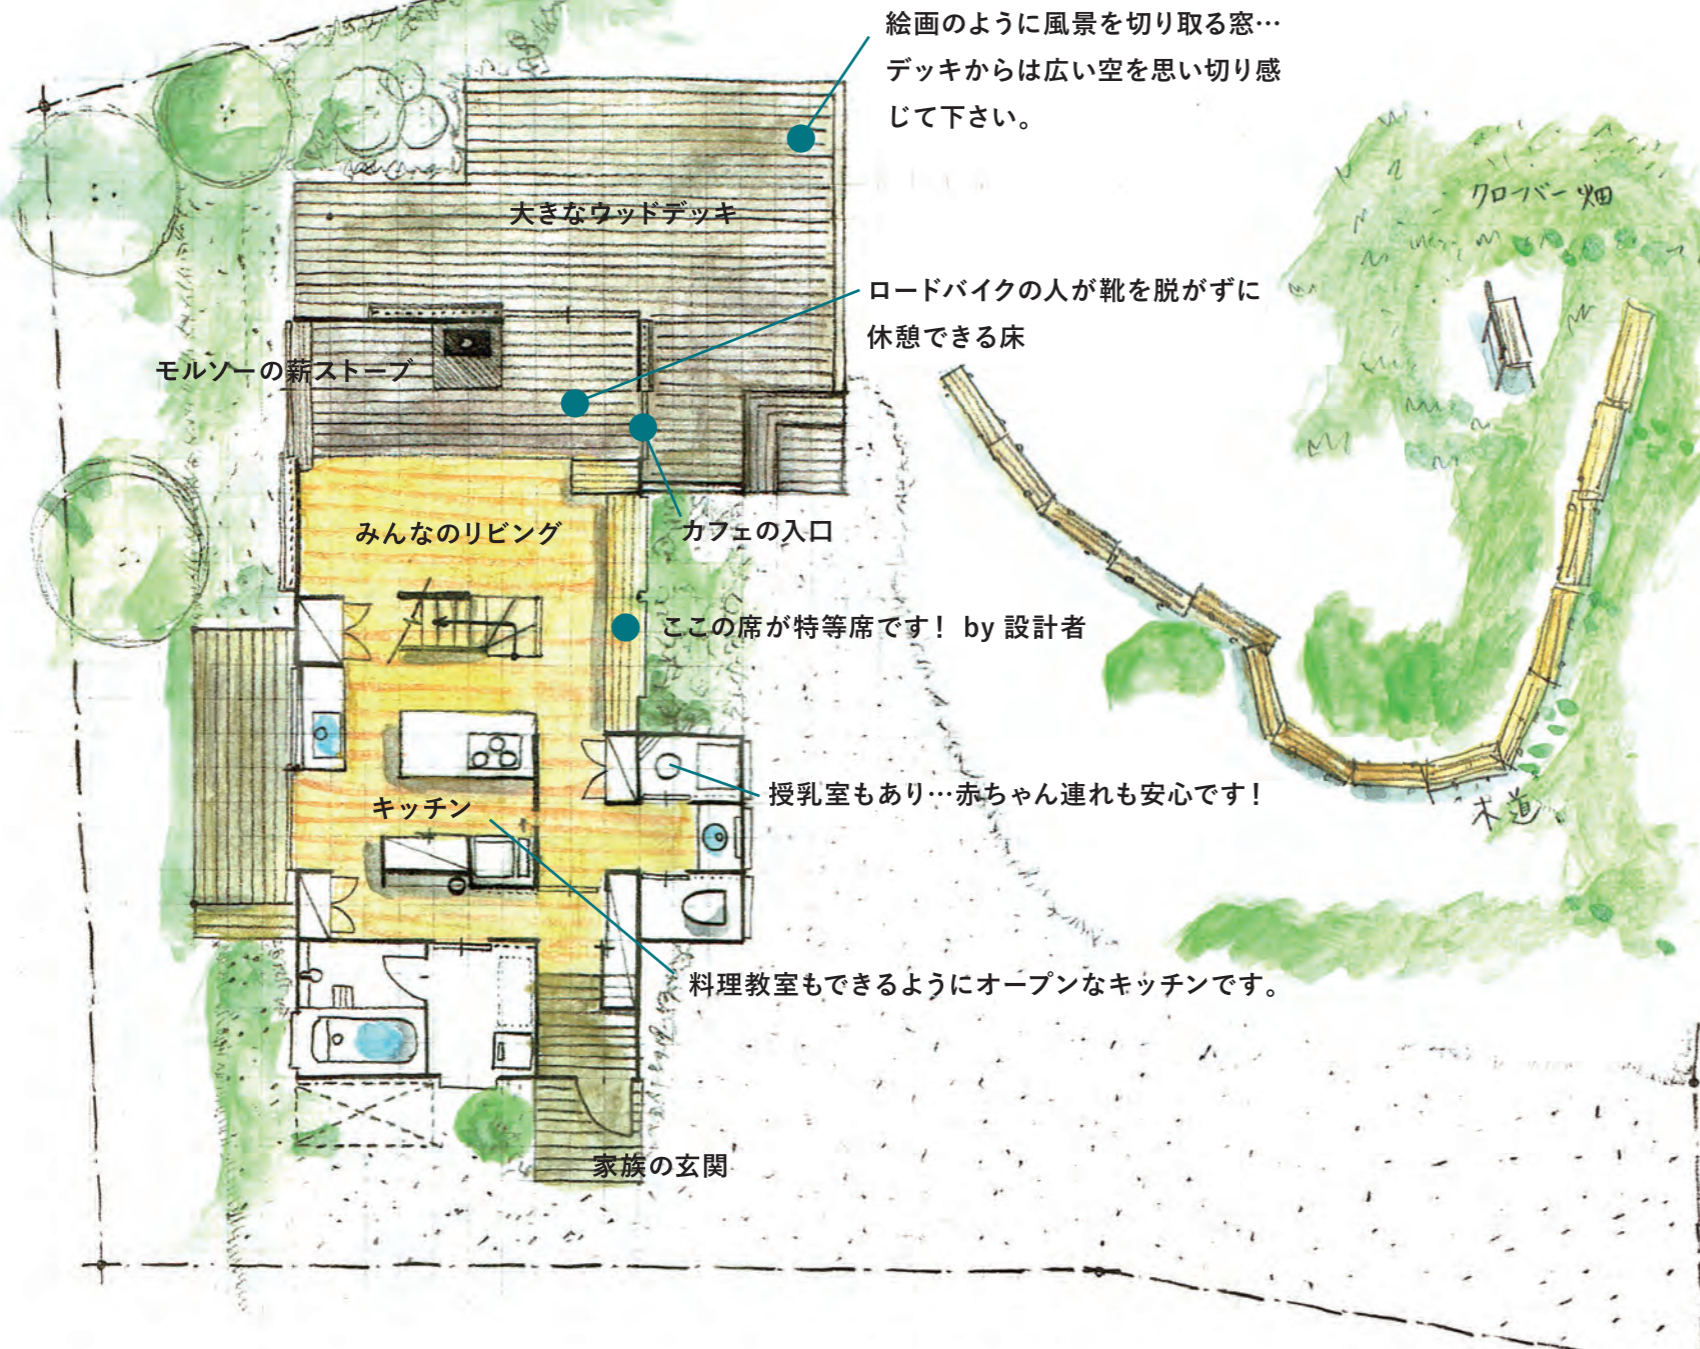 絵画のように風景を切り取る窓…
デッキからは広い空を思い切り感
じて下さい。
クローバー畑
大きなウッドデッキ
ロードバイクの人が靴を脱がずに
休憩できる床
モルソーの薪ストーブ
みんなのリビング
カフェの入口
ここの席が特等席です！ by 設計者
授乳室もあり…赤ちゃん連れも安心です！
キッチン
木道
料理教室もできるようにオープンなキッチンです。
家族の玄関